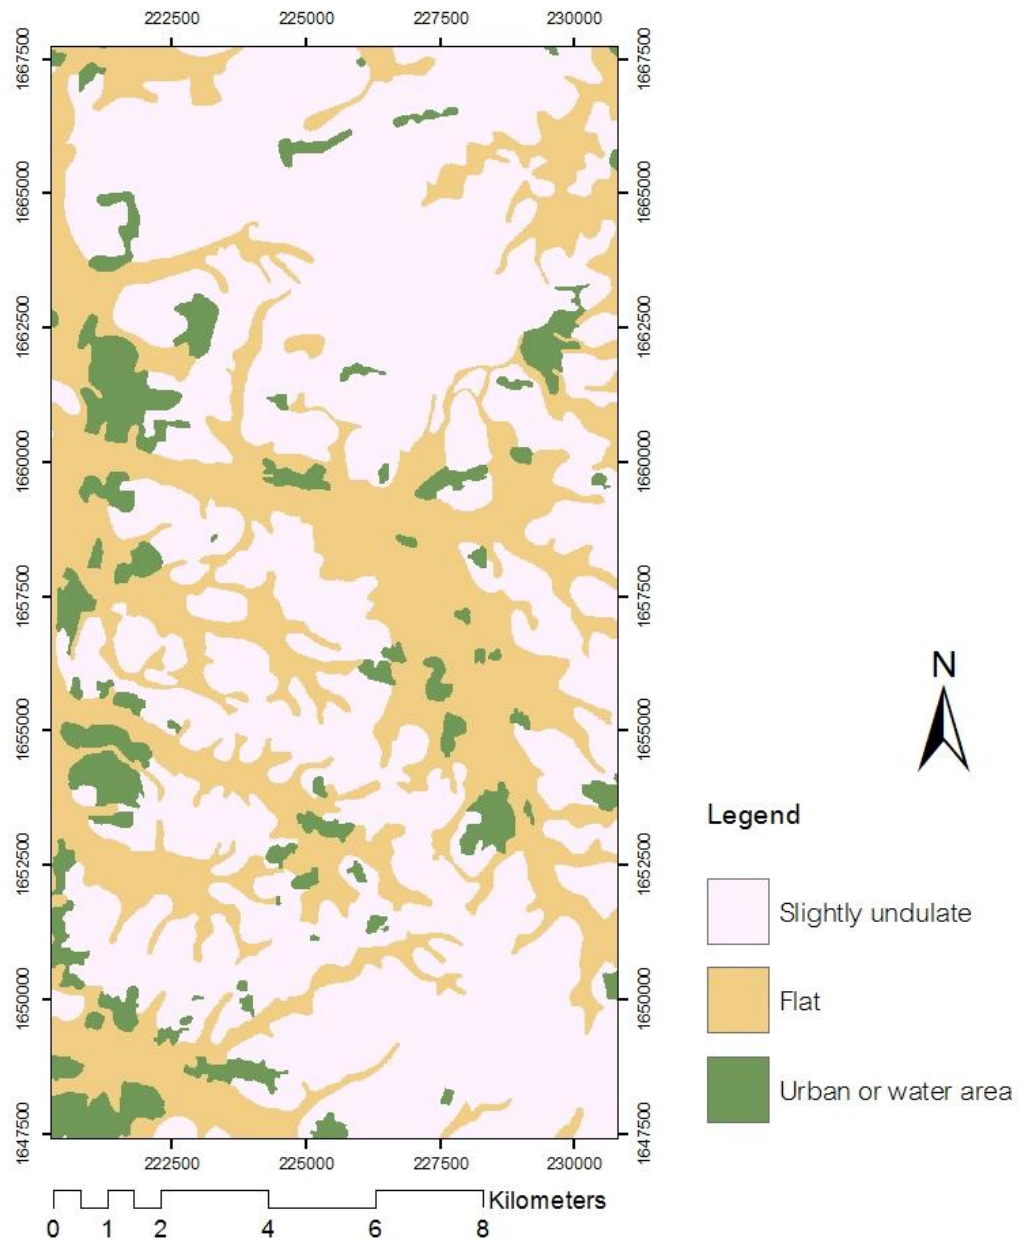 222500 225000 227500 230000
1667500 1667500
1665000 1665000
1662500 1662500
1660000 1660000
1657500 1657500
1655000 1655000
1652500 1652500
1650000 1650000
1647500 1647500
222500 225000 227500 230000
Kilometers
0 1 2 4 6 8
N
Legend
Slightly undulate
Flat
Urban or water area